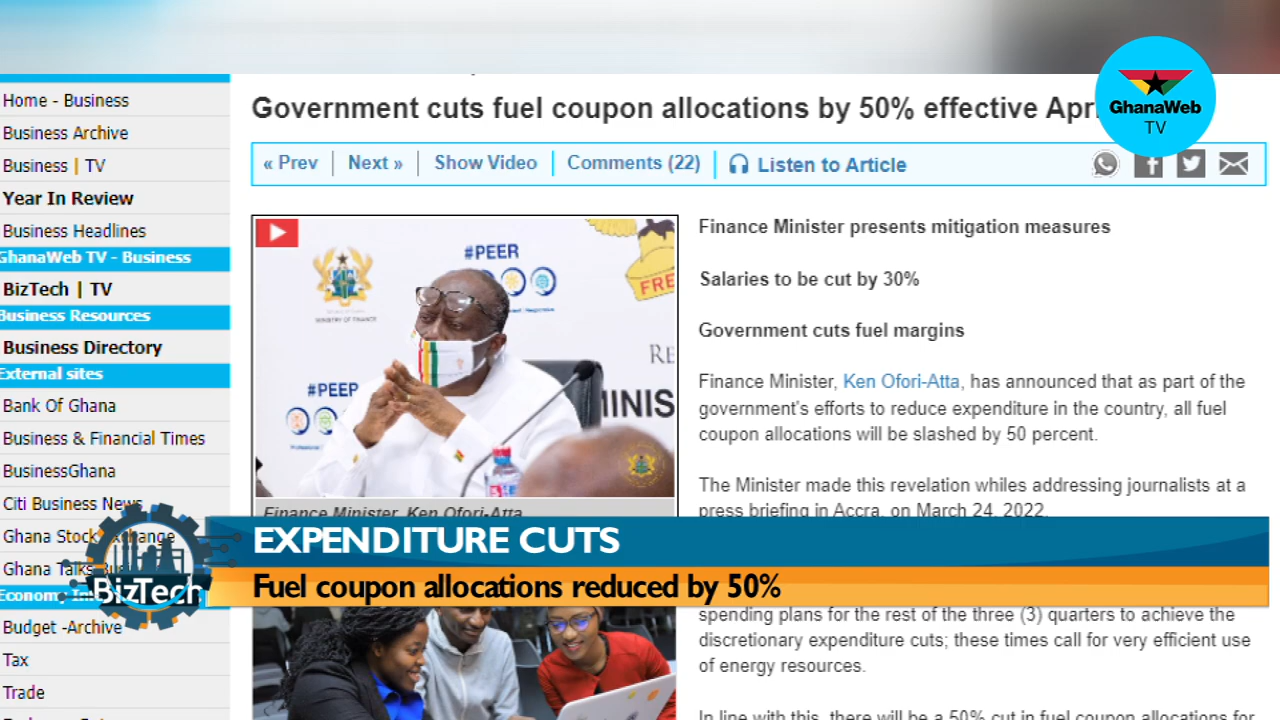 Government cuts fuel coupon allocations by 50% effective
GhanaWeb
TV
« Prev
Next »
Show Video
Comments (22)
Listen to Article
Home - Business
Business Archive
Business | TV
Year In Review
Business Headlines
GhanaWeb TV - Business
BizTech | TV
Business Resources
Business Directory
External sites
Bank Of Ghana
Business & Financial Times
BusinessGhana
Citi Business News
Ghana Stock Exchange
Ghana Talks
Economy
Budget -Archive
Tax
Trade
#PEER
MINISTRY OF FINANCE
#PEER
FRE
RE
MINIS
Finance Minister, Ken Ofori-Atta
Finance Minister presents mitigation measures
Salaries to be cut by 30%
Government cuts fuel margins
Finance Minister, Ken Ofori-Atta, has announced that as part of the
government's efforts to reduce expenditure in the country, all fuel
coupon allocations will be slashed by 50 percent.
The Minister made this revelation whiles addressing journalists at a
press briefing in Accra, on March 24, 2022.
BizTech
EXPENDITURE CUTS
Fuel coupon allocations reduced by 50%
spending plans for the rest of the three (3) quarters to achieve the
discretionary expenditure cuts; these times call for very efficient use
of energy resources.
In line with this, there will be a 50% cut in fuel coupon allocations for